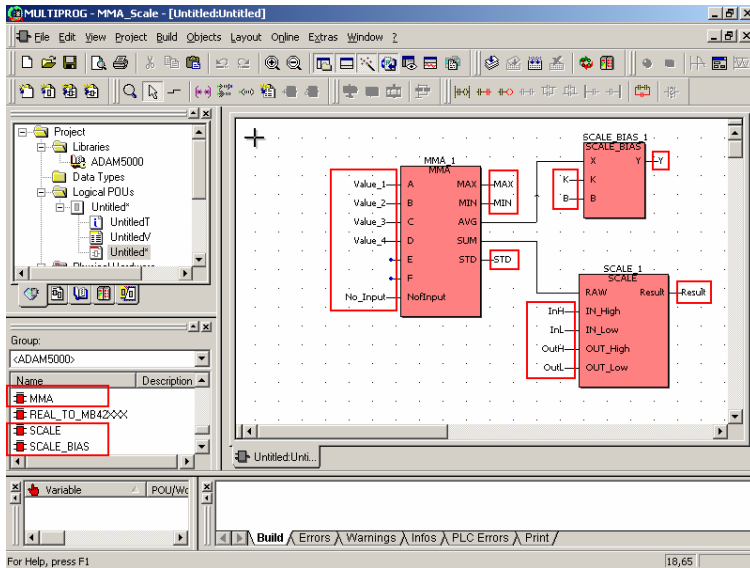 MULTIPROG - MMA_Scale - [Untitled:Untitled]
File Edit View Project Build Objects Layout Online Extras Window ?
Project
Libraries
ADAM5000
Data Types
Logical POUs
Untitled*
UntitledT
UntitledV
Untitled*
Physical Hardware
Group:
<ADAM5000>
Name Description
MMA
REAL_TO_MB42XXX
SCALE
SCALE_BIAS
MMA_1
MMA
Value_1 A MAX MAX
Value_2 B MIN MIN
Value_3 C AVG
Value_4 D SUM
E STD STD
F
No_Input NofInput
SCALE_BIAS_1
SCALE_BIAS
X Y Y
K K
B B
SCALE_1
SCALE
RAW Result Result
InH IN_High
InL IN_Low
OutH OUT_High
OutL OUT_Low
Untitled:Unti...
Variable POU/Wo
Build Errors Warnings Infos PLC Errors Print
For Help, press F1
18,65